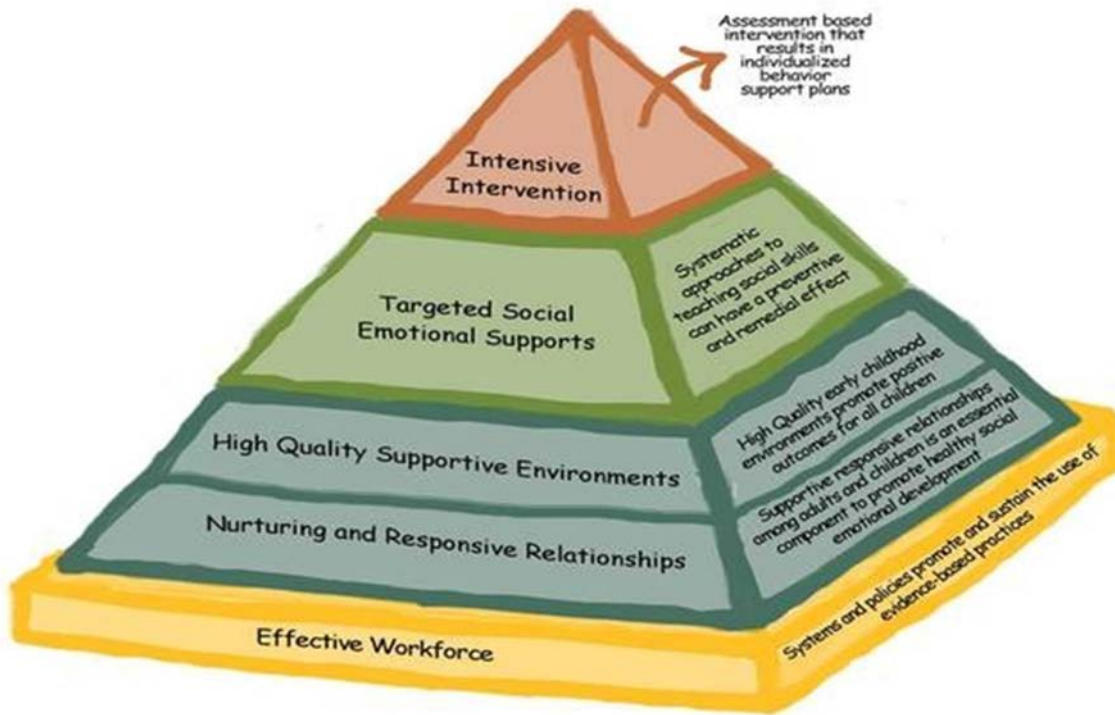 Assessment based
intervention that
results in
individualized
behavior
support plans
Intensive
Intervention
Systematic
approaches to
teaching social skills
can have a preventive
and remedial effect
Targeted Social
Emotional Supports
High Quality early childhood
environments promote positive
outcomes for all children
High Quality Supportive Environments
Supportive responsive relationships
among adults and children is an essential
component to promote healthy social
emotional development
Nurturing and Responsive Relationships
Systems and policies promote and sustain the use of
evidence-based practices
Effective Workforce